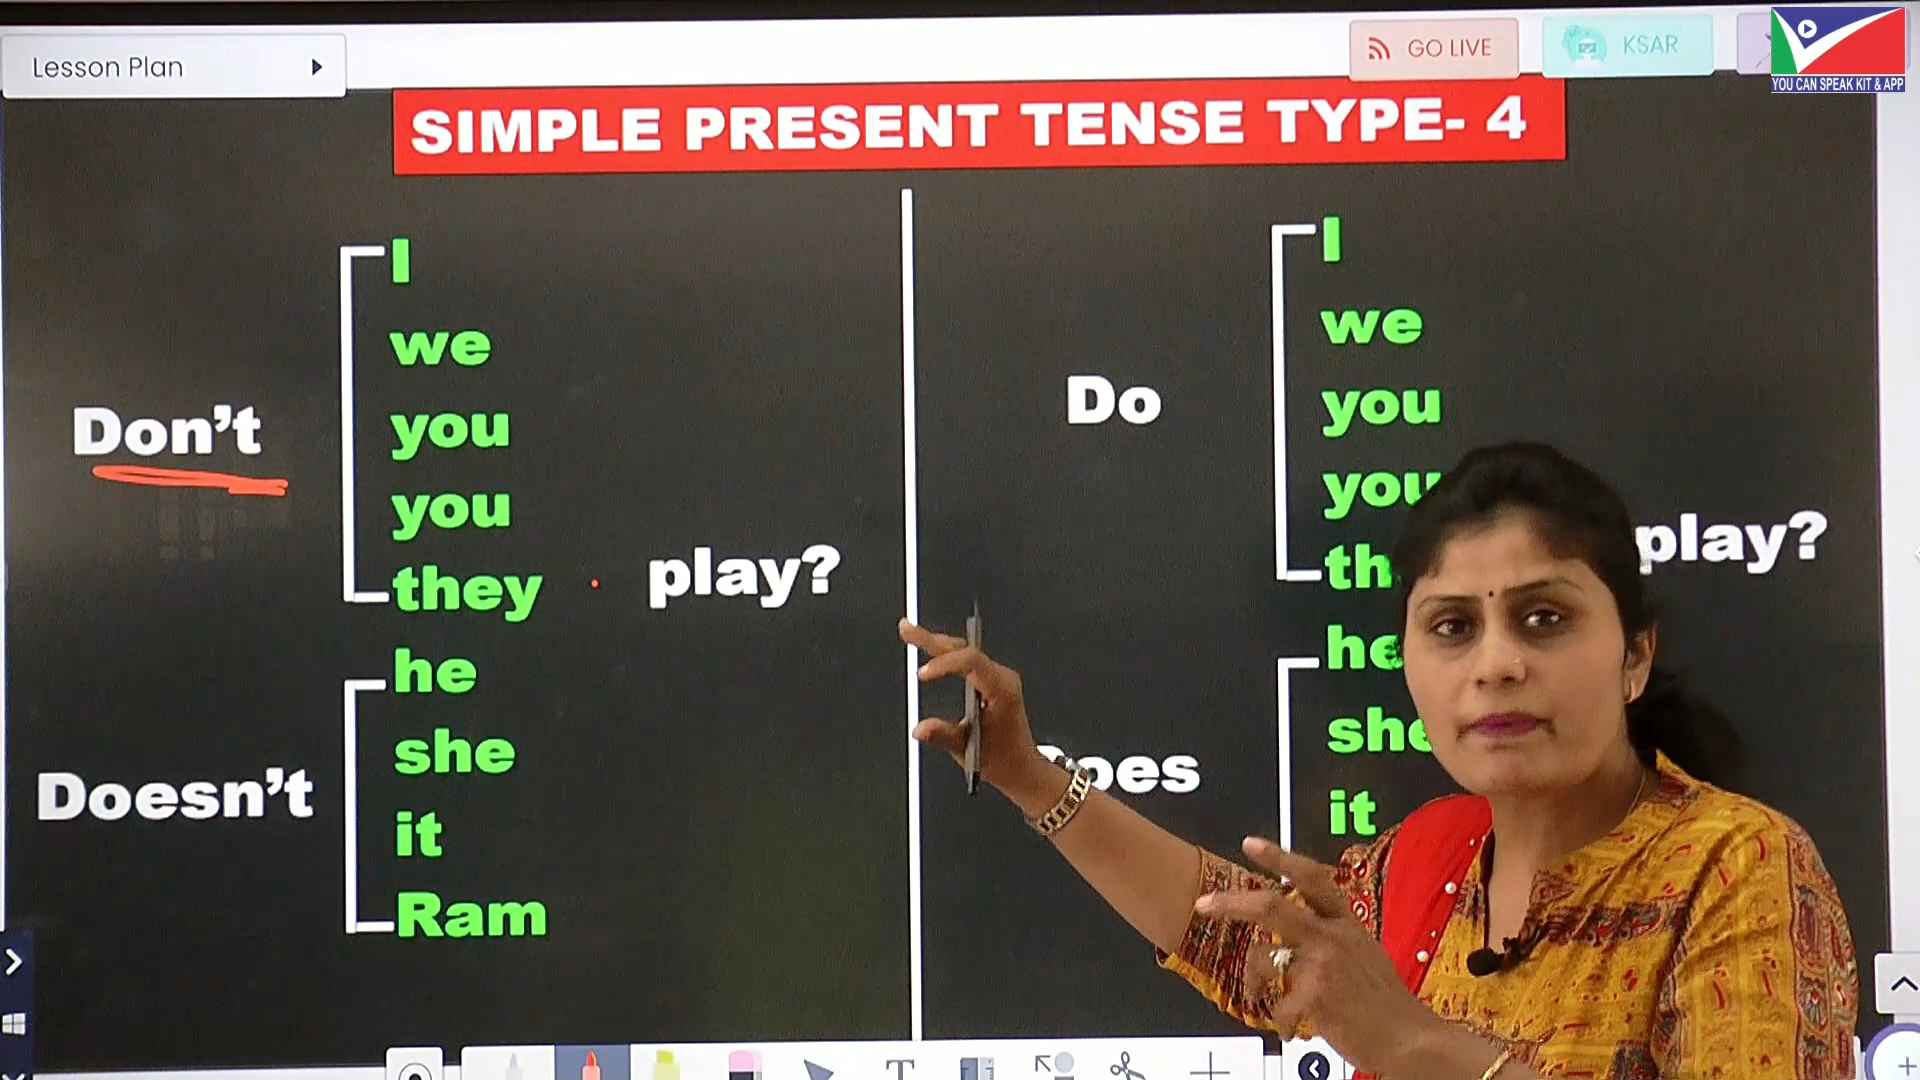 Lesson Plan
GO LIVE
KSAR
YOU CAN SPEAK KIT & APP
SIMPLE PRESENT TENSE TYPE- 4
Don't
I
we
you
you
they
play?
Doesn't
he
she
it
Ram
Do
I
we
you
play?
she
it